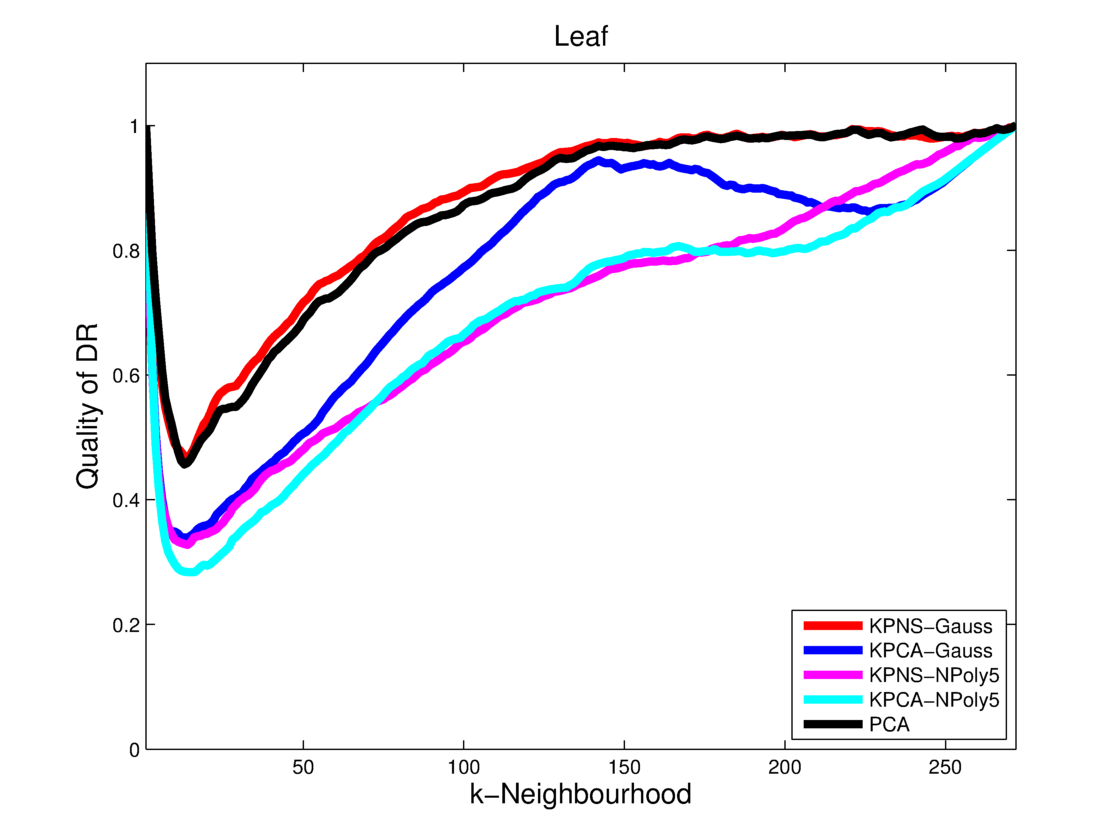 Leaf
Quality of DR
1
0.8
0.6
0.4
0.2
0
50
100
150
200
250
k−Neighbourhood
KPNS−Gauss
KPCA−Gauss
KPNS−NPoly5
KPCA−NPoly5
PCA